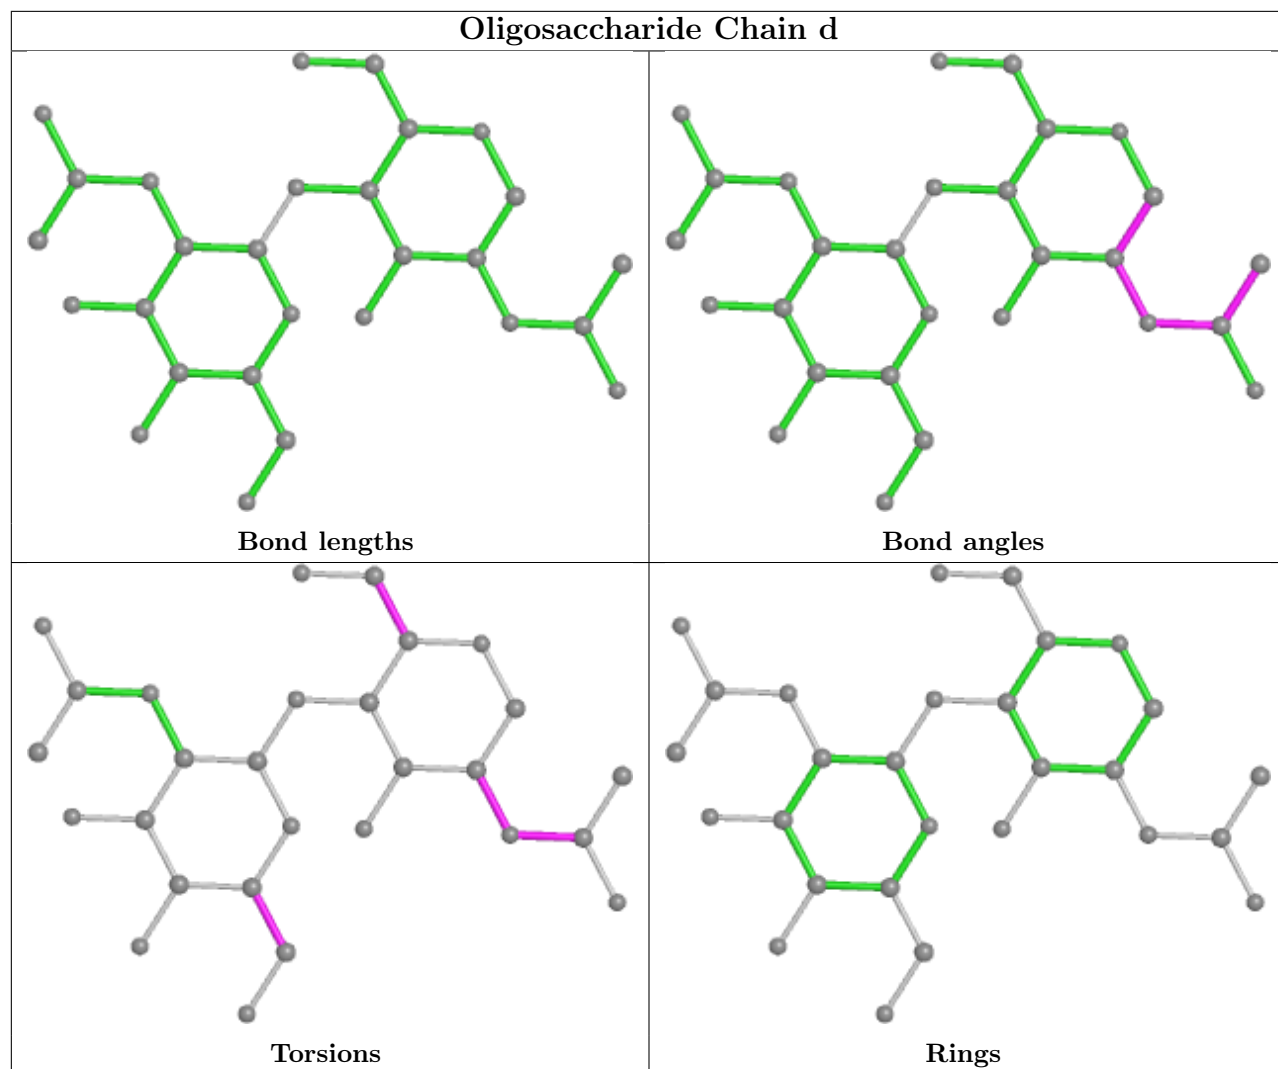 Oligosaccharide Chain d
Bond lengths
Bond angles
Torsions
Rings